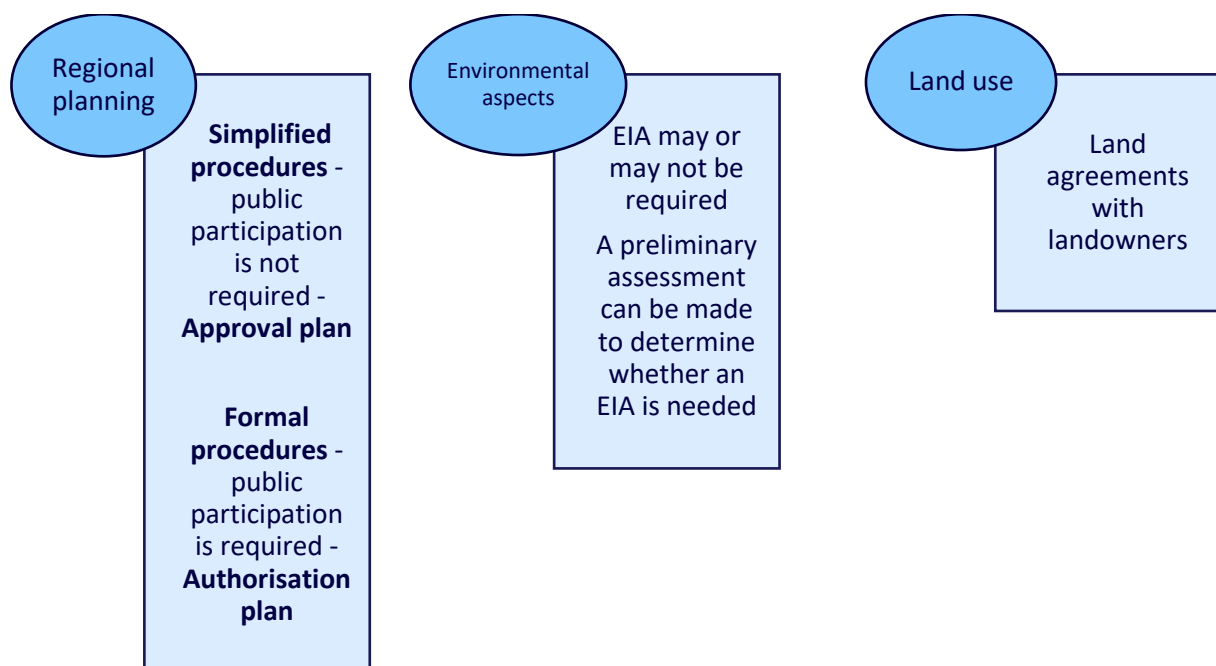 Regional
planning
Simplified
procedures -
public
participation
is not
required -
Approval plan
Formal
procedures -
public
participation
is required -
Authorisation
plan
Environmental
aspects
EIA may or
may not be
required
A preliminary
assessment
can be made
to determine
whether an
EIA is needed
Land use
Land
agreements
with
landowners